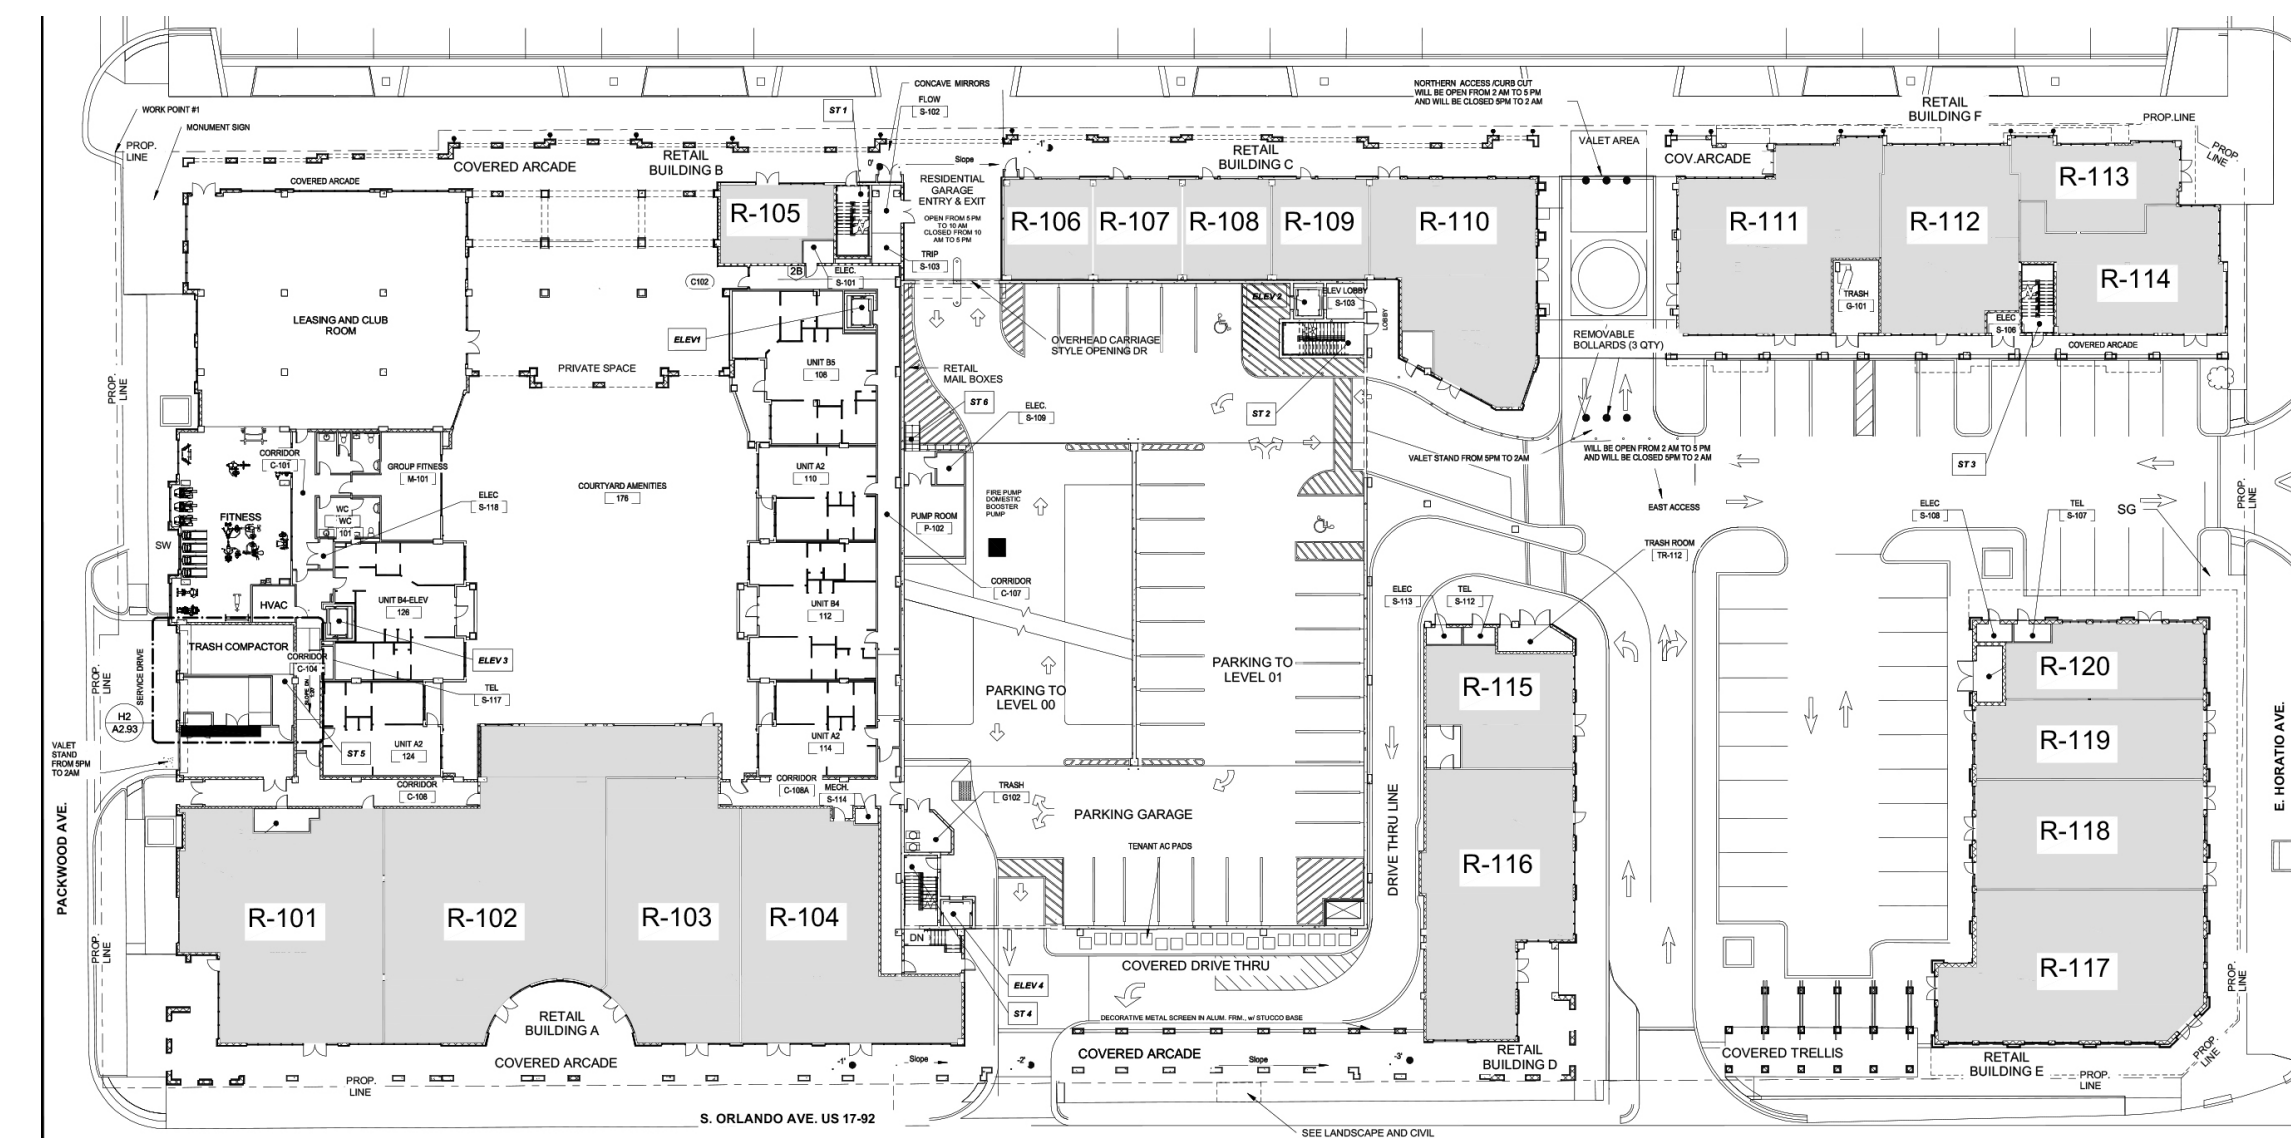 CONCAVE MIRRORS
FLOW
S-102
NORTHERN ACCESS /CURB CUT
WILL BE OPEN FROM 2 AM TO 5 PM
AND WILL BE CLOSED 5PM TO 2 AM
RETAIL
BUILDING F
WORK POINT #1
MONUMENT SIGN
ST 1
PROP.LINE
PROP.
LINE
COVERED ARCADE
RETAIL
BUILDING B
0'
Slope
-1'
RETAIL
BUILDING C
VALET AREA
COV.ARCADE
PROP.
LINE
COVERED ARCADE
RESIDENTIAL
GARAGE
ENTRY & EXIT
OPEN FROM 5 PM
TO 10 AM
CLOSED FROM 10
AM TO 5 PM
TRIP
S-103
R-105
R-106
R-107
R-108
R-109
R-110
R-111
R-112
R-113
R-114
2B
ELEC.
S-101
C102
ELEV 2
ELEV LOBBY
S-103
LOBBY
TRASH
G-101
ELEC
S-106
COVERED ARCADE
LEASING AND CLUB
ROOM
ELEV1
OVERHEAD CARRIAGE
STYLE OPENING DR
REMOVABLE
BOLLARDS (3 QTY)
PRIVATE SPACE
UNIT B5
108
RETAIL
MAIL BOXES
PROP.
LINE
ST 6
ELEC.
S-109
ST 2
VALET STAND FROM 5PM TO 2AM
WILL BE OPEN FROM 2 AM TO 5 PM
AND WILL BE CLOSED 5PM TO 2 AM
ST 3
CORRIDOR
C-101
GROUP FITNESS
M-101
UNIT A2
110
COURTYARD AMENITIES
176
ELEC
S-118
FIRE PUMP
DOMESTIC
BOOSTER
PUMP
PUMP ROOM
P-102
EAST ACCESS
ELEC
S-108
TEL
S-107
SG
PROP.
LINE
WC
WC
101
FITNESS
SW
TRASH ROOM
TR-112
HVAC
UNIT B4-ELEV
126
UNIT B4
112
CORRIDOR
C-107
ELEC
S-113
TEL
S-112
TRASH COMPACTOR
CORRIDOR
C-104
SERVICE DRIVE
PROP.
LINE
ELEV 3
TEL
S-117
PARKING TO
LEVEL 01
PARKING TO
LEVEL 00
R-115
R-120
H2
A2.93
R-119
VALET
STAND
FROM 5PM
TO 2AM
ST 5
UNIT A2
124
UNIT A2
114
DRIVE THRU LINE
E. HORATIO AVE.
CORRIDOR
C-106
CORRIDOR
C-108A
MECH.
S-114
TRASH
G102
PARKING GARAGE
TENANT AC PADS
R-118
PACKWOOD AVE.
R-116
R-101
R-102
R-103
R-104
DN
PROP.
LINE
COVERED DRIVE THRU
R-117
ELEV 4
ST 4
PROP.
LINE
RETAIL
BUILDING A
DECORATIVE METAL SCREEN IN ALUM. FRM., w/ STUCCO BASE
COVERED ARCADE
-1'
Slope
-2'
COVERED ARCADE
Slope
-3'
RETAIL
BUILDING D
COVERED TRELLIS
RETAIL
BUILDING E
PROP.
LINE
PROP.
LINE
PROP.
LINE
S. ORLANDO AVE. US 17-92
SEE LANDSCAPE AND CIVIL